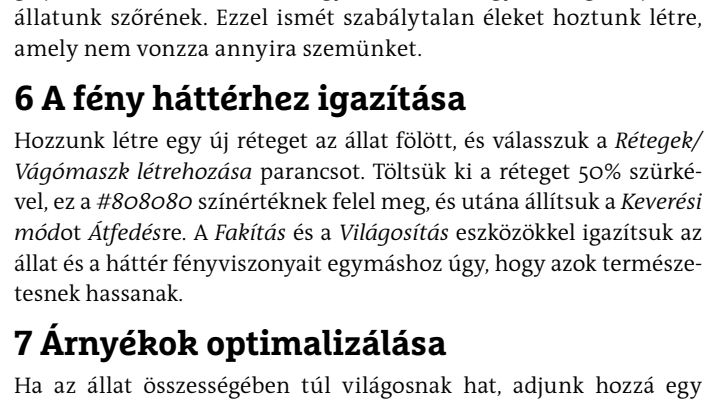 állatunk szőrének. Ezzel ismét szabálytalan éleket hoztunk létre,
amely nem vonzza annyira szemünket.
6 A fény háttérhez igazítása
Hozzunk létre egy új réteget az állat fölött, és válasszuk a Rétegek/
Vágómaszk létrehozása parancsot. Töltsük ki a réteget 50% szürké-
vel, ez a #808080 színértéknek felel meg, és utána állítsuk a Keverési
módot Átfedésre. A Fakítás és a Világosítás eszközökkel igazítsuk az
állat és a háttér fényviszonyait egymáshoz úgy, hogy azok természe-
tesnek hassanak.
7 Árnyékok optimalizálása
Ha az állat összességében túl világosnak hat, adjunk hozzá egy